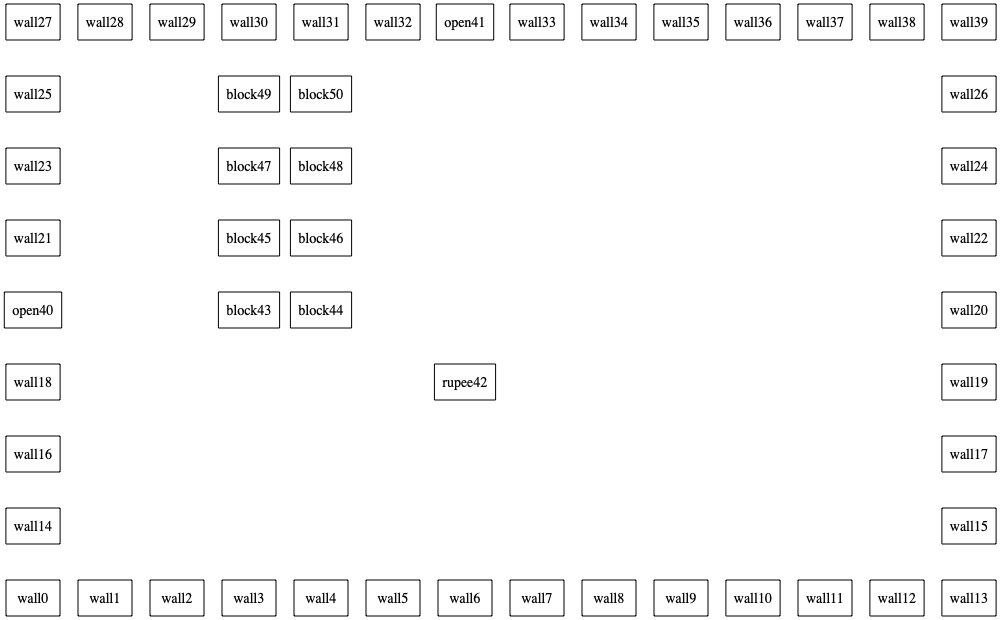 wall27 wall28 wall29 wall30 wall31 wall32 open41 wall33 wall34 wall35 wall36 wall37 wall38 wall39
wall25 block49 block50 wall26
wall23 block47 block48 wall24
wall21 block45 block46 wall22
open40 block43 block44 wall20
wall18 rupee42 wall19
wall16 wall17
wall14 wall15
wall0 wall1 wall2 wall3 wall4 wall5 wall6 wall7 wall8 wall9 wall10 wall11 wall12 wall13